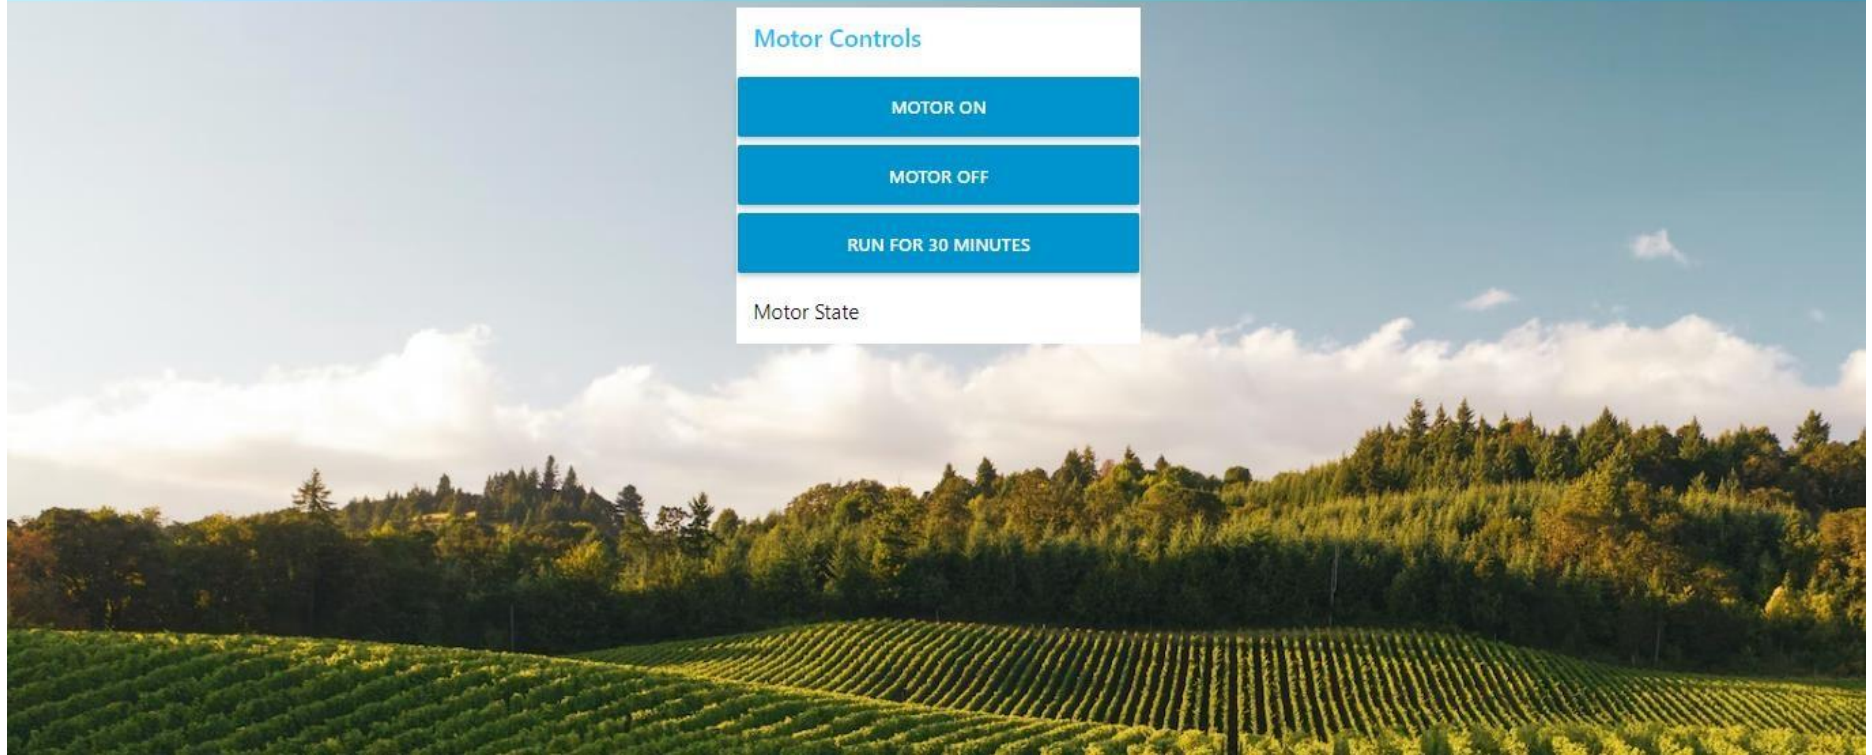 Motor Controls
MOTOR ON
MOTOR OFF
RUN FOR 30 MINUTES
Motor State